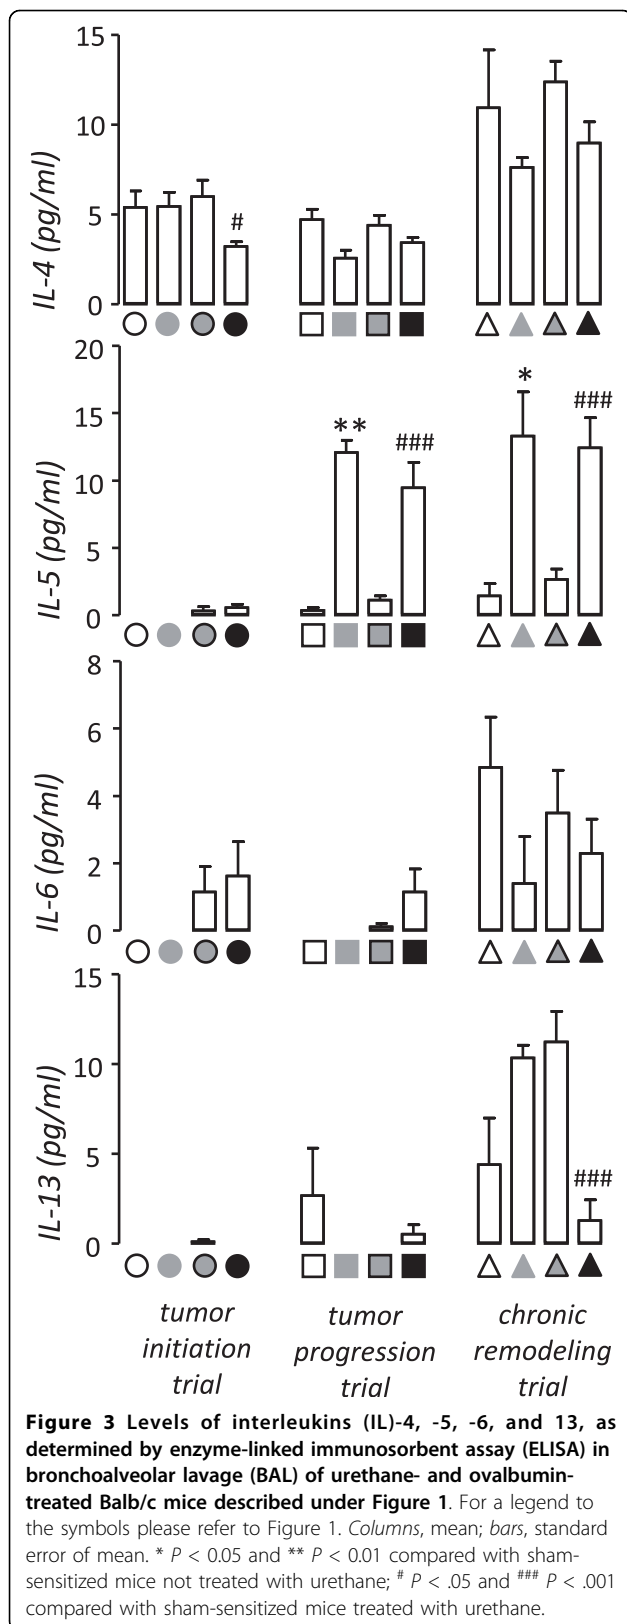 15
10
5
0
IL-4 (pg/ml)
#
20
15
10
5
0
IL-5 (pg/ml)
**
###
*
###
8
6
4
2
0
IL-6 (pg/ml)
15
10
5
0
IL-13 (pg/ml)
###
tumor
initiation
trial
tumor
progression
trial
chronic
remodeling
trial
Figure 3 Levels of interleukins (IL)-4, -5, -6, and 13, as
determined by enzyme-linked immunosorbent assay (ELISA) in
bronchoalveolar lavage (BAL) of urethane- and ovalbumin-
treated Balb/c mice described under Figure 1. For a legend to
the symbols please refer to Figure 1. Columns, mean; bars, standard
error of mean. * P < 0.05 and ** P < 0.01 compared with sham-
sensitized mice not treated with urethane; # P < .05 and ### P < .001
compared with sham-sensitized mice treated with urethane.